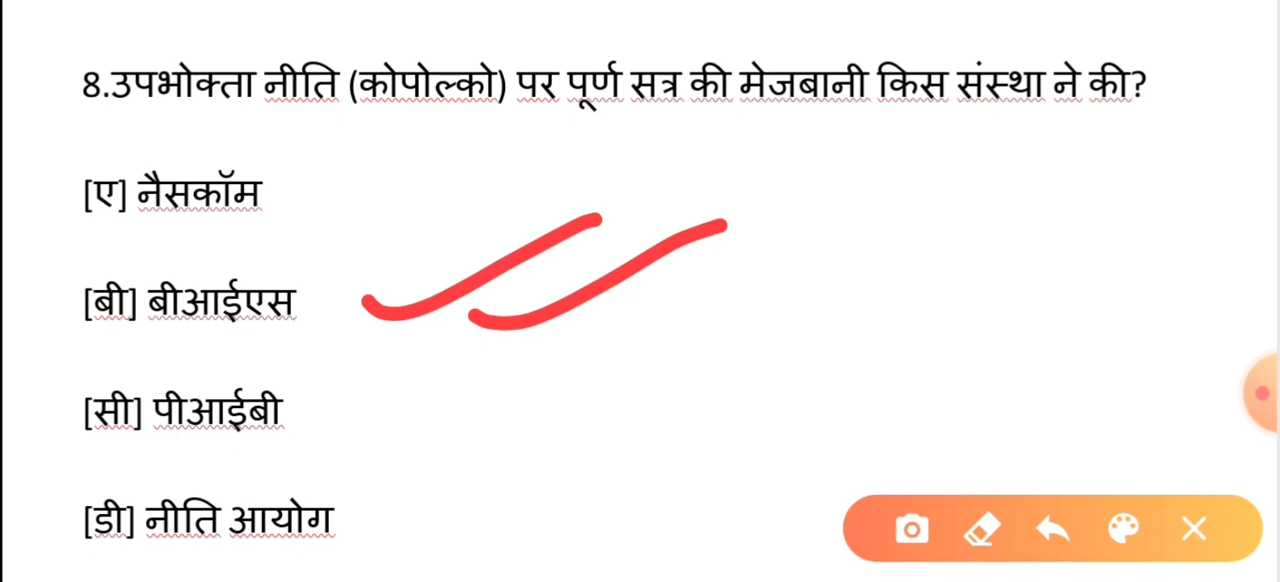 8.उपभोक्ता नीति (कोपोल्को) पर पूर्ण सत्र की मेजबानी किस संस्था ने की?
[ए] नैसकॉम
[बी] बीआईएस
[सी] पीआईबी
[डी] नीति आयोग